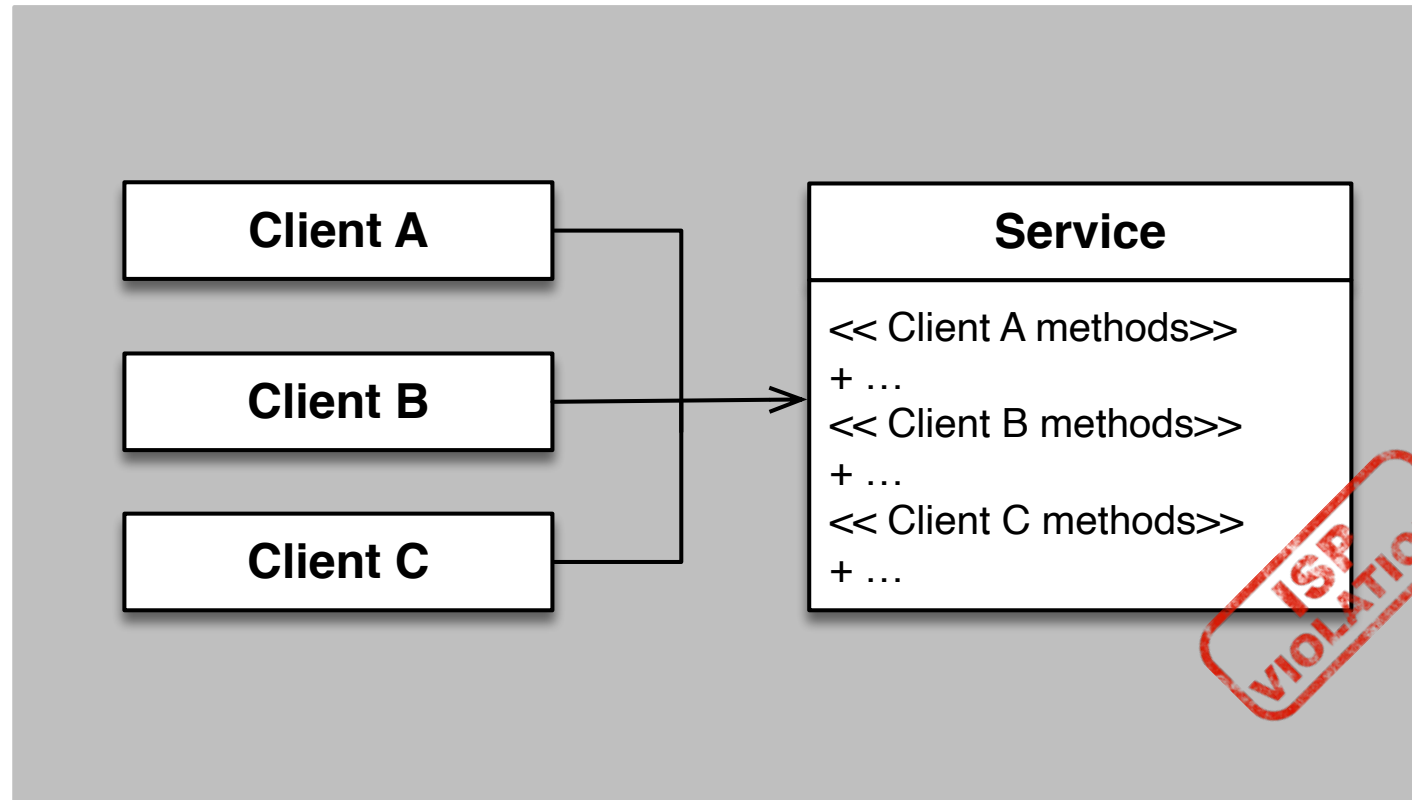 Client A
Client B
Client C
Service
<< Client A methods>>
+ …
<< Client B methods>>
+ …
<< Client C methods>>
+ …
ISP
VIOLATIO